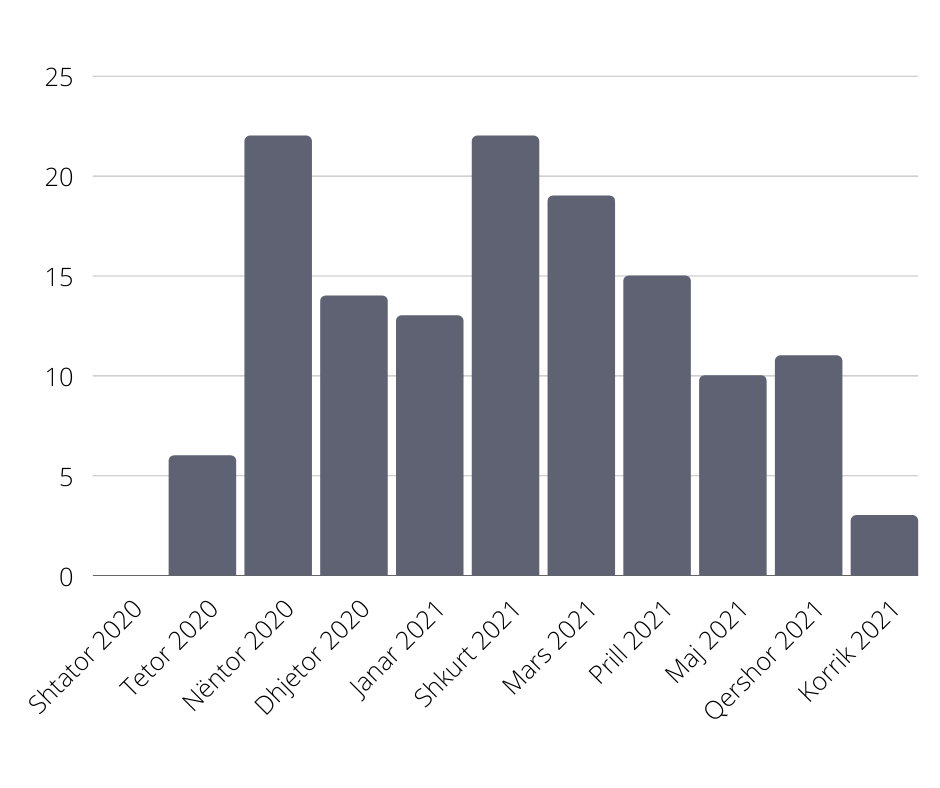 25
20
15
10
5
0
Shtator 2020
Tetor 2020
Nëntor 2020
Dhjetor 2020
Janar 2021
Shkurt 2021
Mars 2021
Prill 2021
Maj 2021
Qershor 2021
Korrik 2021